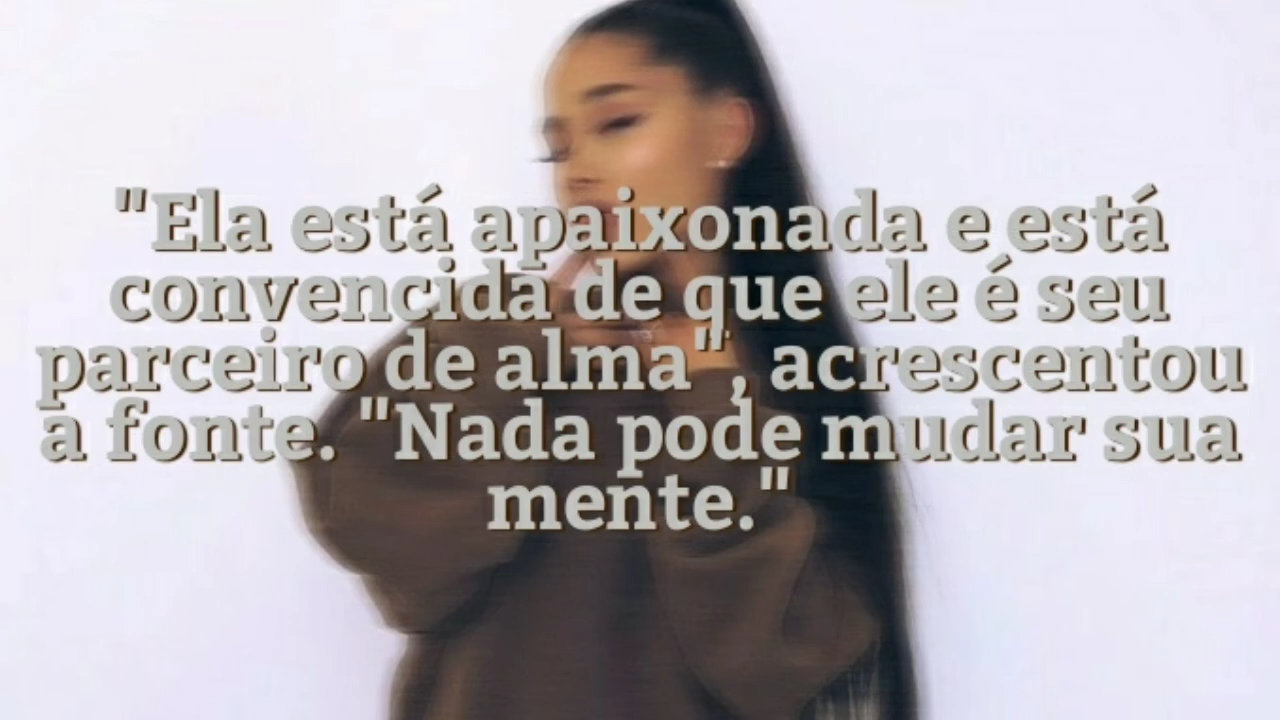 "Ela está apaixonada e está
convencida de que ele é seu
parceiro de alma", acrescentou
a fonte. "Nada pode mudar sua
mente."